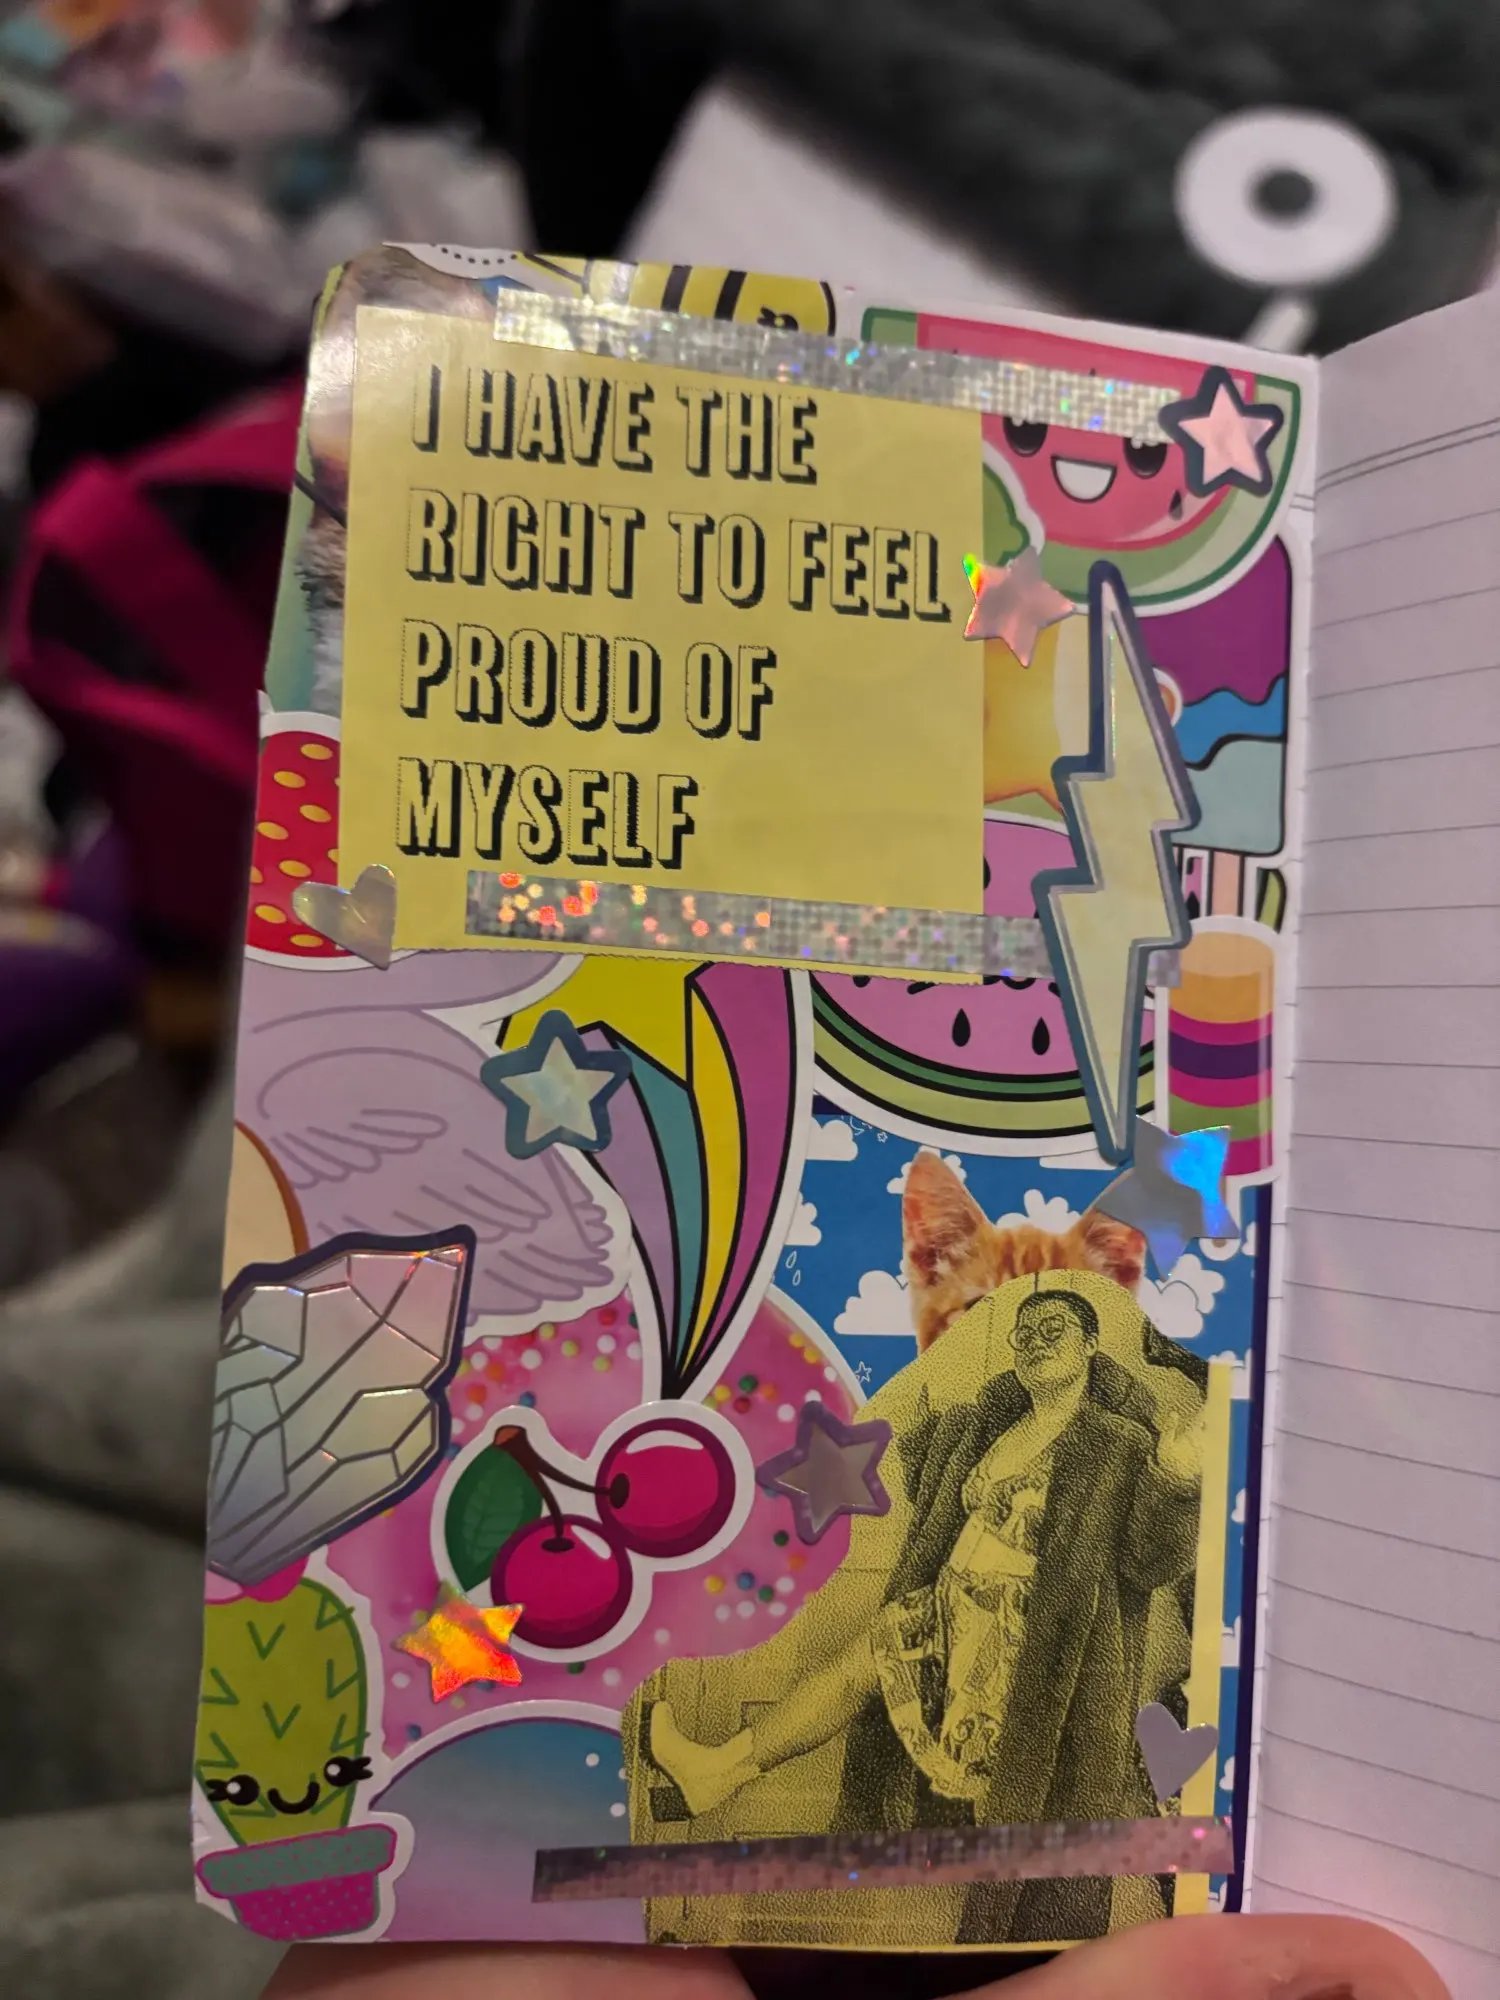 I HAVE THE
RIGHT TO FEEL
PROUD OF
MYSELF